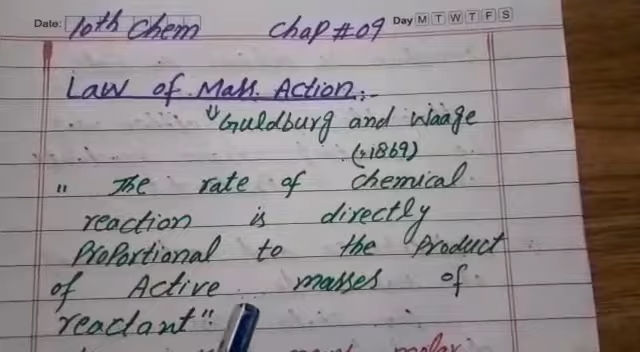 Date: 10th Chem Chap #09 Day M T W T F S
Law of Mass Action:-
Guldburg and Waage
(1869)
" The rate of chemical
reaction is directly
Proportional to the Product
of Active masses of
reactant".
molar